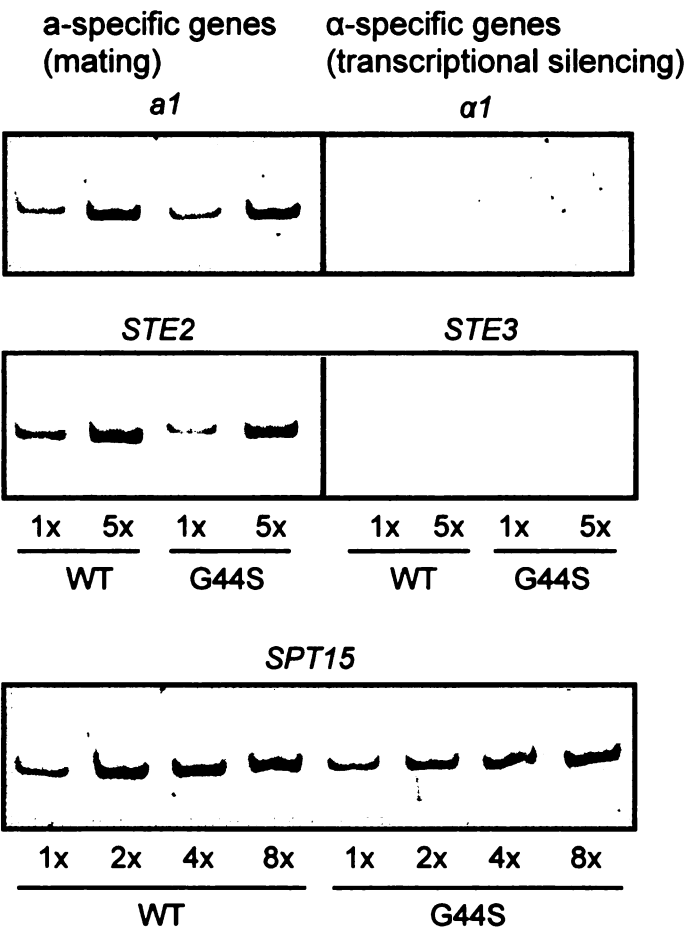 a-specific genes α-specific genes
(mating) (transcriptional silencing)
a1 α1
STE2 STE3
1x 5x 1x 5x 1x 5x 1x 5x
WT G44S WT G44S
SPT15
1x 2x 4x 8x 1x 2x 4x 8x
WT G44S